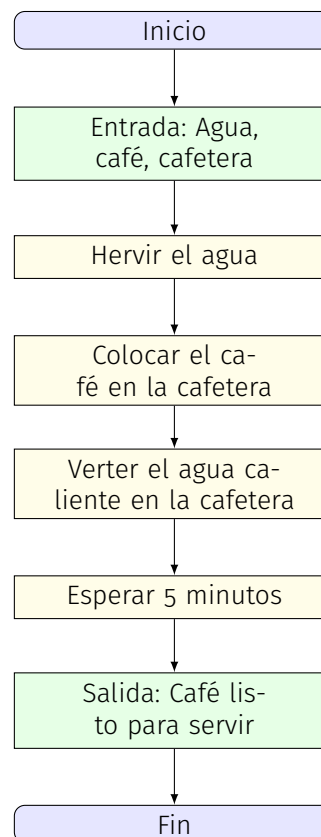 Inicio
Entrada: Agua,
café, cafetera
Hervir el agua
Colocar el ca-
fé en la cafetera
Verter el agua ca-
liente en la cafetera
Esperar 5 minutos
Salida: Café lis-
to para servir
Fin